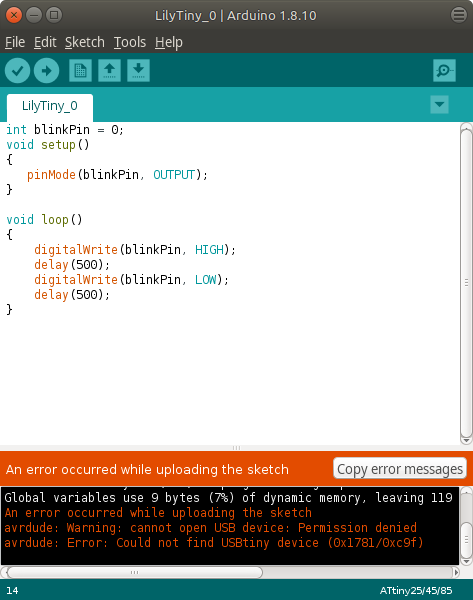 LilyTiny_0 | Arduino 1.8.10
File Edit Sketch Tools Help
LilyTiny_0
int blinkPin = 0;
void setup()
{
pinMode(blinkPin, OUTPUT);
}
void loop()
{
digitalWrite(blinkPin, HIGH);
delay(500);
digitalWrite(blinkPin, LOW);
delay(500);
}
An error occurred while uploading the sketch
Copy error messages
Global variables use 9 bytes (7%) of dynamic memory, leaving 119
An error occurred while uploading the sketch
avrdude: Warning: cannot open USB device: Permission denied
avrdude: Error: Could not find USBtiny device (0x1781/0xc9f)
14
ATtiny25/45/85